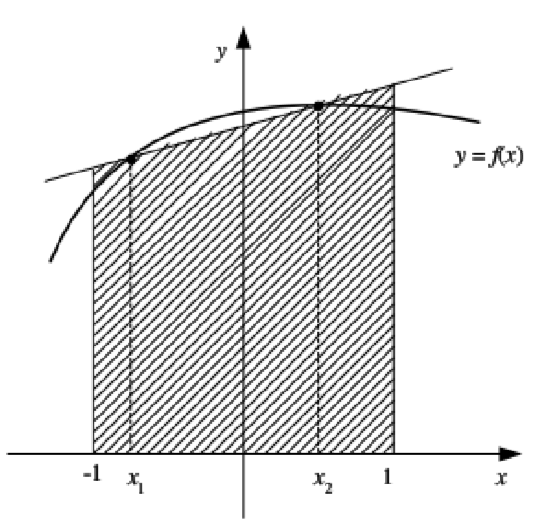 y
y = f(x)
-1 x₁ x₂ 1 x